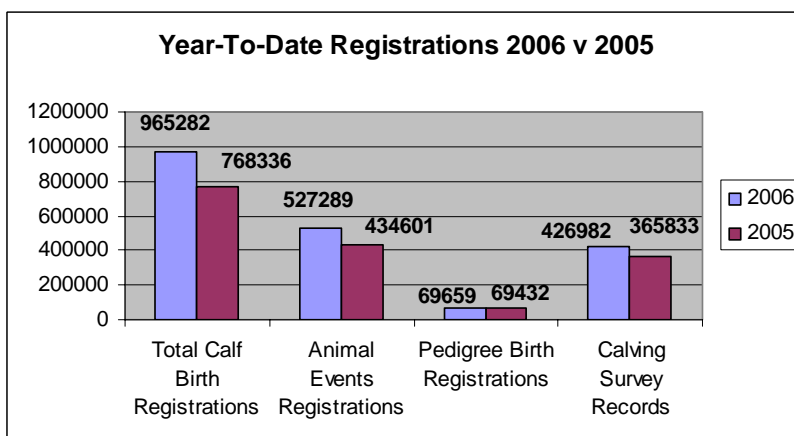 Year-To-Date Registrations 2006 v 2005
1200000
1000000
800000
600000
400000
200000
0
965282
768336
527289
434601
69659
69432
426982
365833
Total Calf
Birth
Registrations
Animal
Events
Registrations
Pedigree Birth
Registrations
Calving
Survey
Records
2006
2005